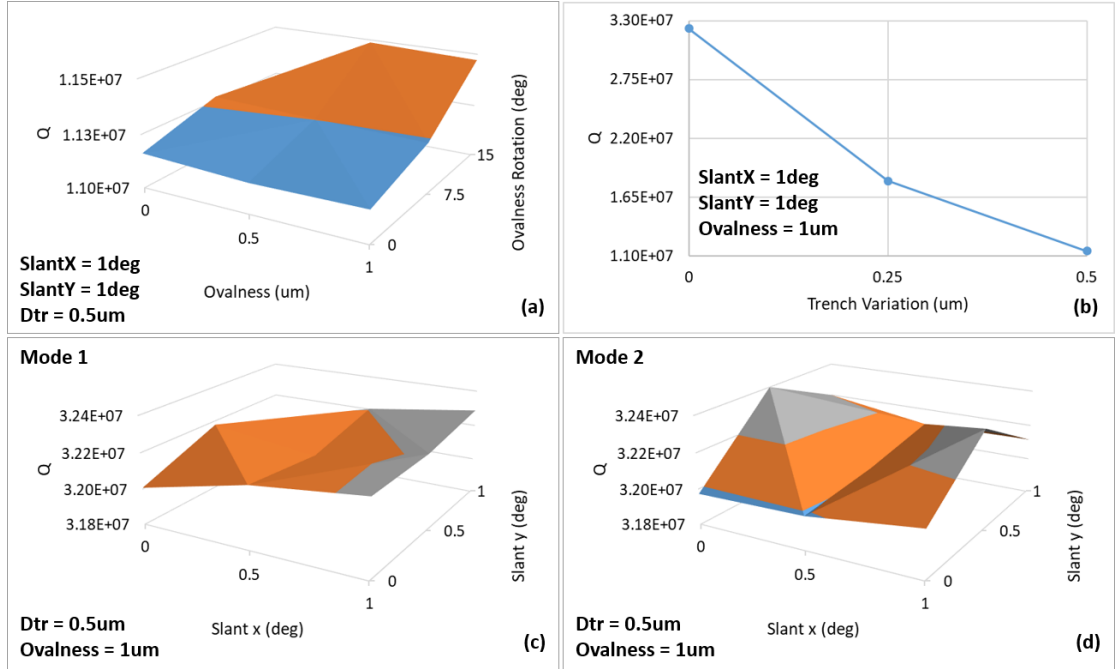 1.15E+07
1.13E+07
1.10E+07
Q
0
0.5
1
Ovalness (um)
0
7.5
15
Ovalness Rotation (deg)
SlantX = 1deg
SlantY = 1deg
Dtr = 0.5um
(a)
3.30E+07
2.75E+07
2.20E+07
1.65E+07
1.10E+07
Q
SlantX = 1deg
SlantY = 1deg
Ovalness = 1um
0
0.25
0.5
Trench Variation (um)
(b)
Mode 1
3.24E+07
3.22E+07
3.20E+07
3.18E+07
Q
0
0.5
1
Slant x (deg)
0
0.5
1
Slant y (deg)
Dtr = 0.5um
Ovalness = 1um
(c)
Mode 2
3.24E+07
3.22E+07
3.20E+07
3.18E+07
Q
0
0.5
1
Slant x (deg)
0
0.5
1
Slant y (deg)
Dtr = 0.5um
Ovalness = 1um
(d)